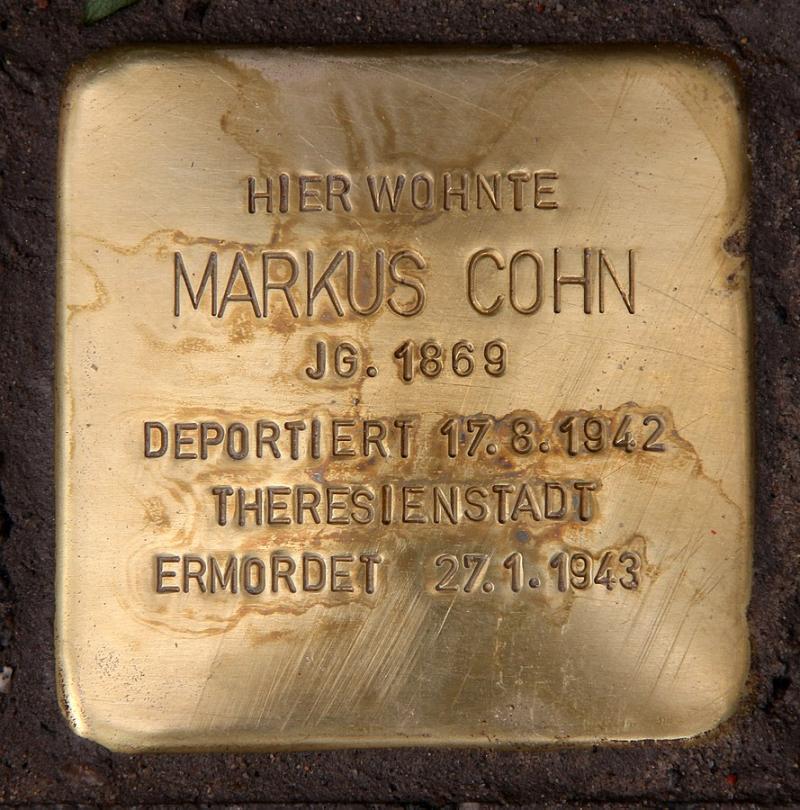 HIER WOHNTE
MARKUS COHN
JG. 1869
DEPORTIERT 17.8.1942
THERESIENSTADT
ERMORDET 27.1.1943